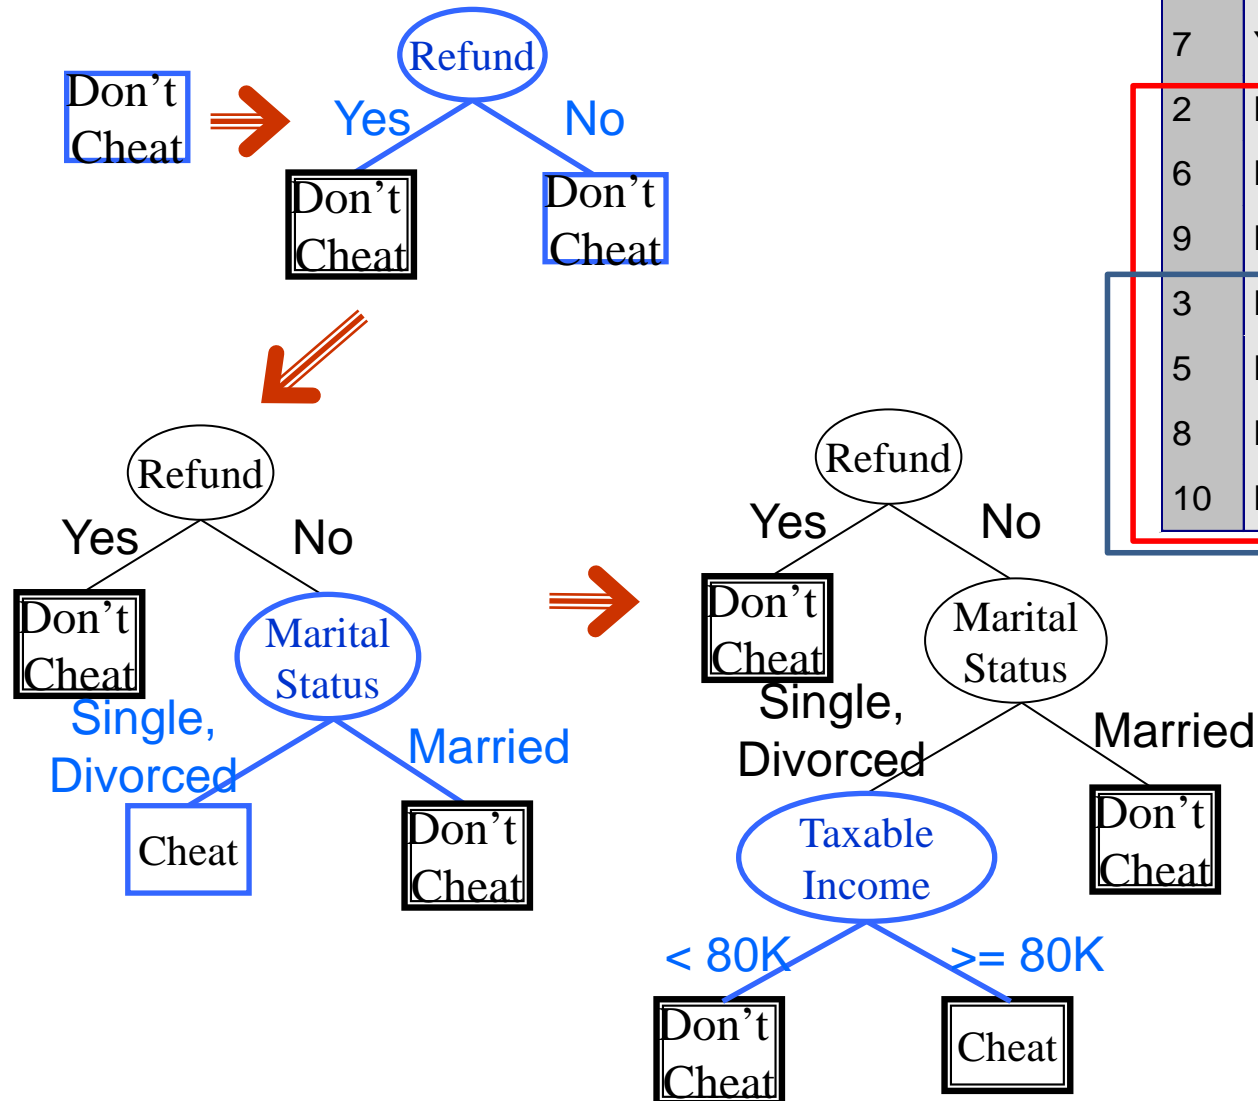 Refund
Don't
Cheat
Yes
No
Don't
Cheat
Don't
Cheat
Refund
Yes
No
Don't
Cheat
Marital
Status
Single,
Divorced
Married
Cheat
Don't
Cheat
Refund
Yes
No
Don't
Cheat
Marital
Status
Single,
Divorced
Married
Taxable
Income
Don't
Cheat
< 80K
>= 80K
Don't
Cheat
Cheat
7
2
6
9
3
5
8
10